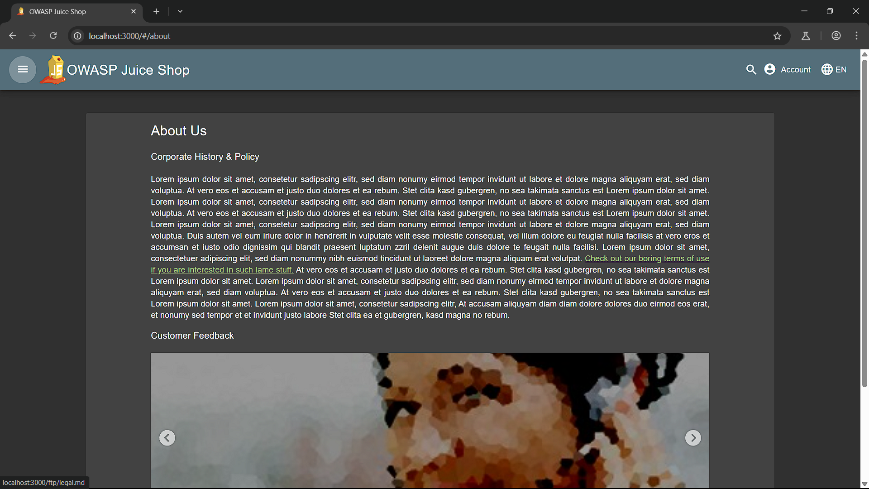 OWASP Juice Shop
localhost:3000/#/about
JS
OWASP Juice Shop
Account
EN
About Us
Corporate History & Policy
Lorem ipsum dolor sit amet, consetetur sadipscing elitr, sed diam nonumy eirmod tempor invidunt ut labore et dolore magna aliquyam erat, sed diam
voluptua. At vero eos et accusam et justo duo dolores et ea rebum. Stet clita kasd gubergren, no sea takimata sanctus est Lorem ipsum dolor sit amet.
Lorem ipsum dolor sit amet, consetetur sadipscing elitr, sed diam nonumy eirmod tempor invidunt ut labore et dolore magna aliquyam erat, sed diam
voluptua. At vero eos et accusam et justo duo dolores et ea rebum. Stet clita kasd gubergren, no sea takimata sanctus est Lorem ipsum dolor sit amet.
Lorem ipsum dolor sit amet, consetetur sadipscing elitr, sed diam nonumy eirmod tempor invidunt ut labore et dolore magna aliquyam erat, sed diam
voluptua. Duis autem vel eum iriure dolor in hendrerit in vulputate velit esse molestie consequat, vel illum dolore eu feugiat nulla facilisis at vero eros et
accumsan et iusto odio dignissim qui blandit praesent luptatum zzril delenit augue duis dolore te feugait nulla facilisi. Lorem ipsum dolor sit amet,
consectetuer adipiscing elit, sed diam nonummy nibh euismod tincidunt ut laoreet dolore magna aliquam erat volutpat. Check out our boring terms of use
if you are interested in such lame stuff. At vero eos et accusam et justo duo dolores et ea rebum. Stet clita kasd gubergren, no sea takimata sanctus est
Lorem ipsum dolor sit amet. Lorem ipsum dolor sit amet, consetetur sadipscing elitr, sed diam nonumy eirmod tempor invidunt ut labore et dolore magna
aliquyam erat, sed diam voluptua. At vero eos et accusam et justo duo dolores et ea rebum. Stet clita kasd gubergren, no sea takimata sanctus est
Lorem ipsum dolor sit amet. Lorem ipsum dolor sit amet, consetetur sadipscing elitr, At accusam aliquyam diam diam dolore dolores duo eirmod eos erat,
et nonumy sed tempor et et invidunt justo labore Stet clita ea et gubergren, kasd magna no rebum.
Customer Feedback
localhost:3000/ftp/legal.md